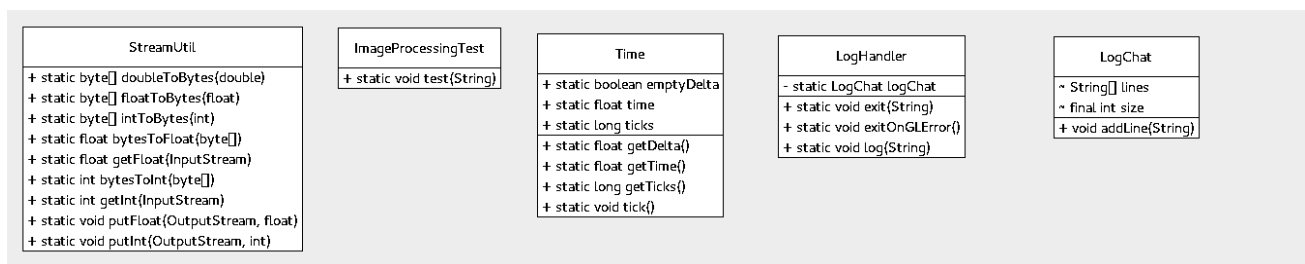 StreamUtil
+ static byte[] doubleToBytes(double)
+ static byte[] floatToBytes(float)
+ static byte[] intToBytes(int)
+ static float bytesToFloat(byte[])
+ static float getFloat(InputStream)
+ static int bytesToInt(byte[])
+ static int getInt(InputStream)
+ static void putFloat(OutputStream, float)
+ static void putInt(OutputStream, int)
ImageProcessingTest
+ static void test(String)
Time
+ static boolean emptyDelta
+ static float time
+ static long ticks
+ static float getDelta()
+ static float getTime()
+ static long getTicks()
+ static void tick()
LogHandler
- static LogChat logChat
+ static void exit(String)
+ static void exitOnGLError()
+ static void log(String)
LogChat
~ String[] lines
~ final int size
+ void addLine(String)